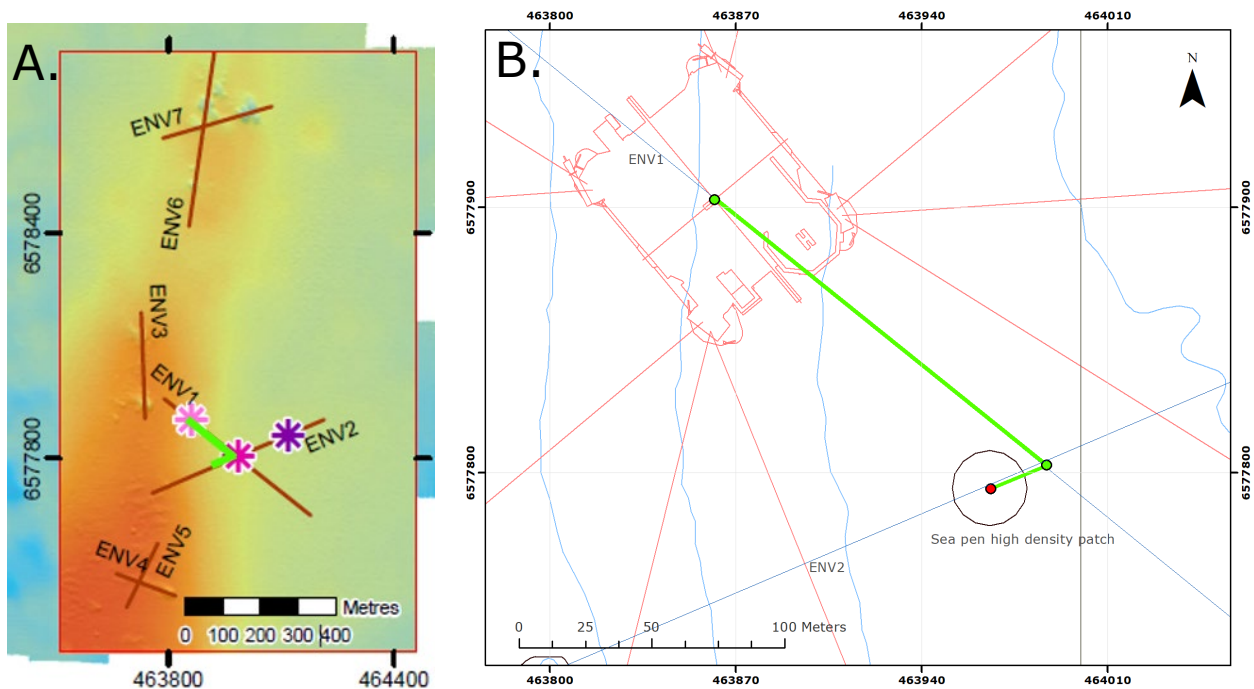 A.
ENV7
ENV6
ENV3
ENV1
ENV2
ENV4
ENV5
Metres
0 100 200 300 400
6578400
6577800
463800 464400
B.
463800 463870 463940 464010
N
ENV1
6577900 6577900
6577800 6577800
Sea pen high density patch
ENV2
0 25 50 100 Meters
463800 463870 463940 464010